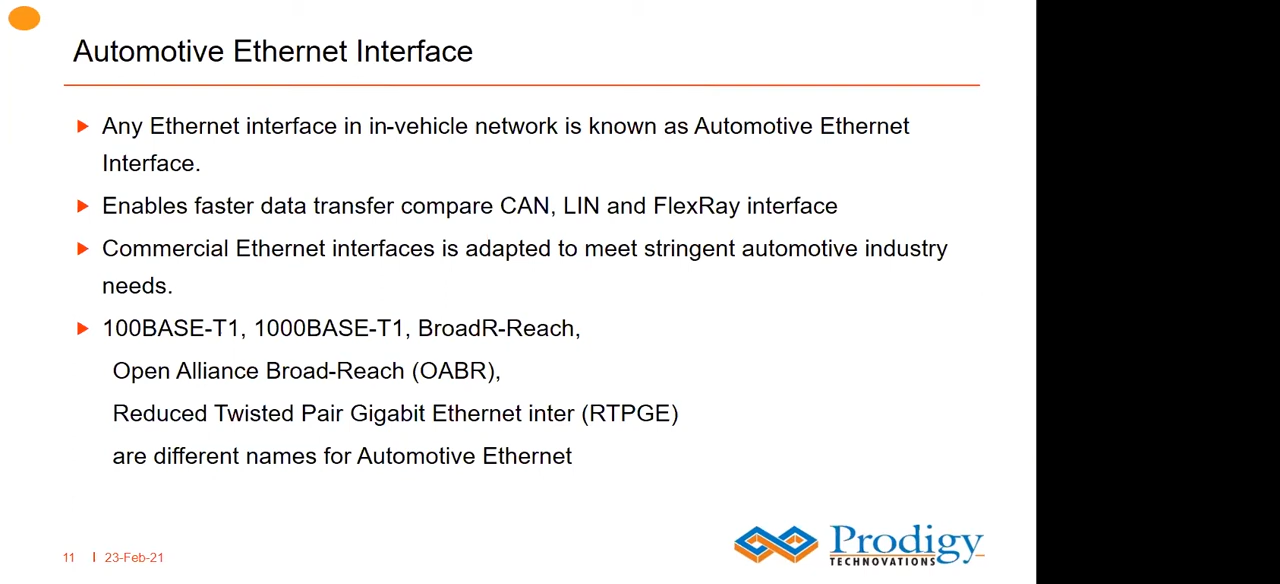 Automotive Ethernet Interface
Any Ethernet interface in in-vehicle network is known as Automotive Ethernet
Interface.
Enables faster data transfer compare CAN, LIN and FlexRay interface
Commercial Ethernet interfaces is adapted to meet stringent automotive industry
needs.
100BASE-T1, 1000BASE-T1, BroadR-Reach,
Open Alliance Broad-Reach (OABR),
Reduced Twisted Pair Gigabit Ethernet inter (RTPGE)
are different names for Automotive Ethernet
11 I 23-Feb-21
Prodigy
TECHNOVATIONS